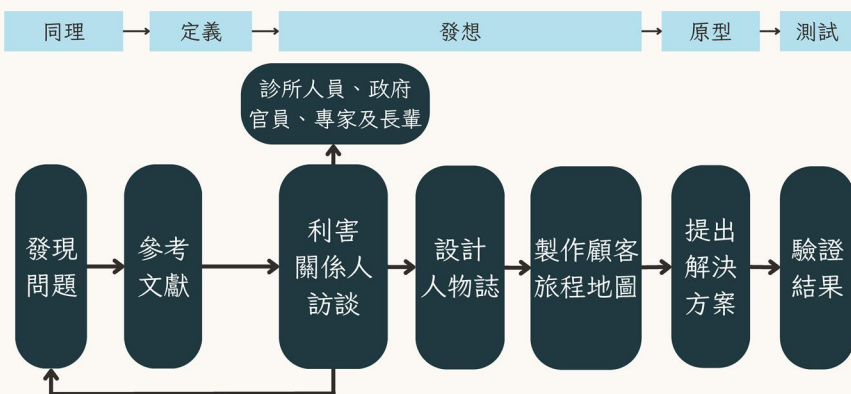 同理
定義
發想
原型
測試
診所人員、政府
官員、專家及長輩
發現
問題
參考
文獻
利害
關係人
訪談
設計
人物誌
製作顧客
旅程地圖
提出
解決
方案
驗證
結果